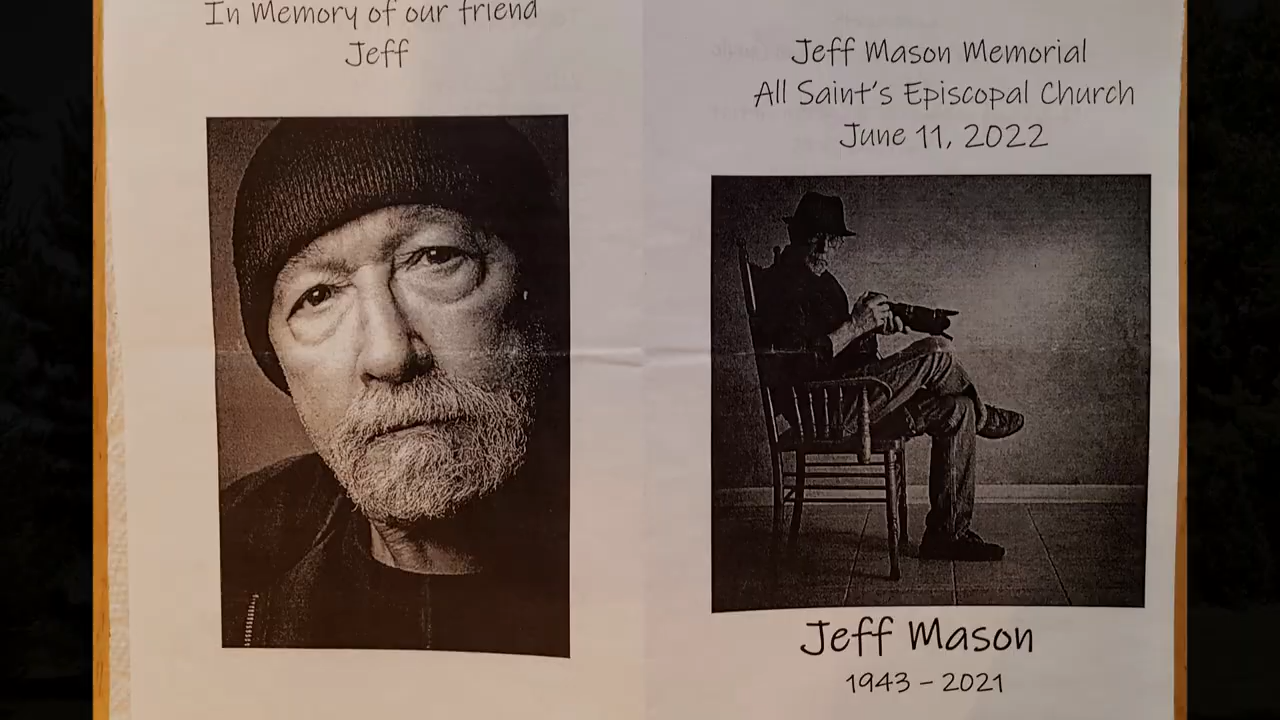 In Memory of our friend
Jeff
Jeff Mason Memorial
All Saint's Episcopal Church
June 11, 2022
Jeff Mason
1943 - 2021